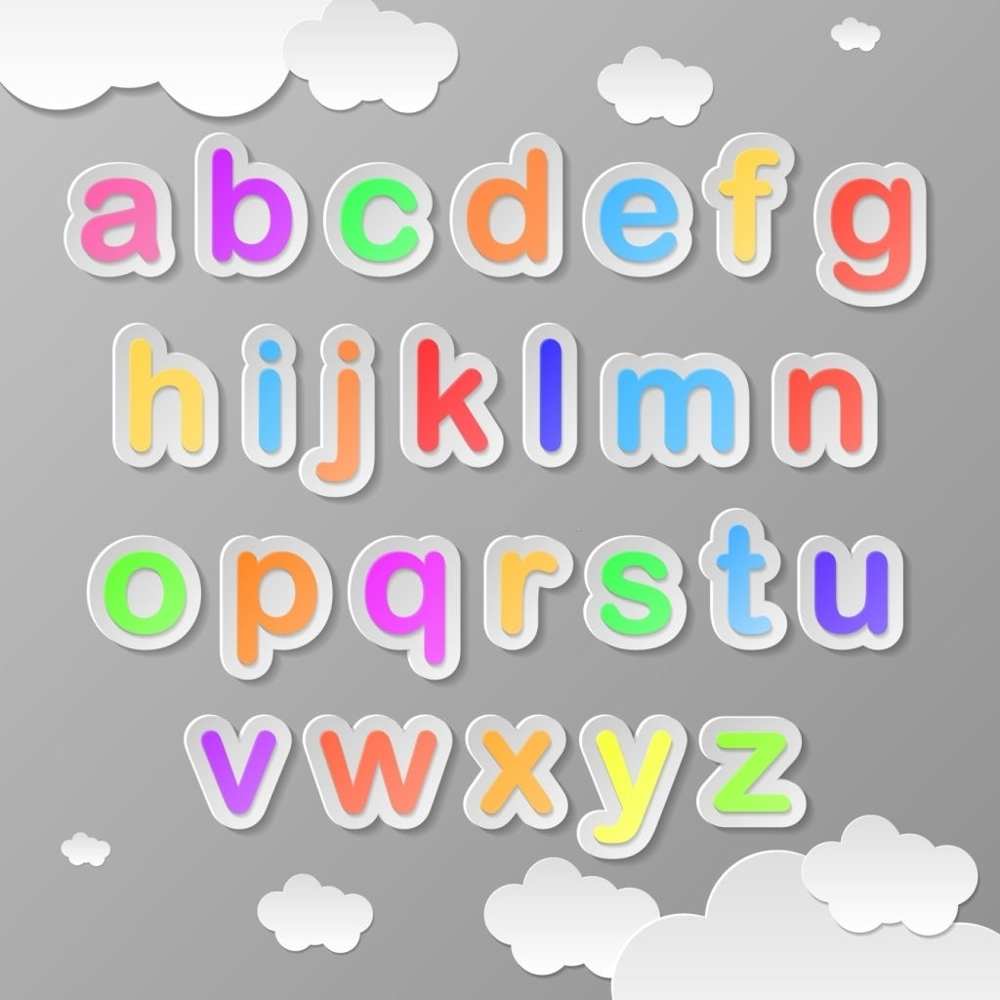 abcdefg
hijklmn
opqrstu
vwxyz